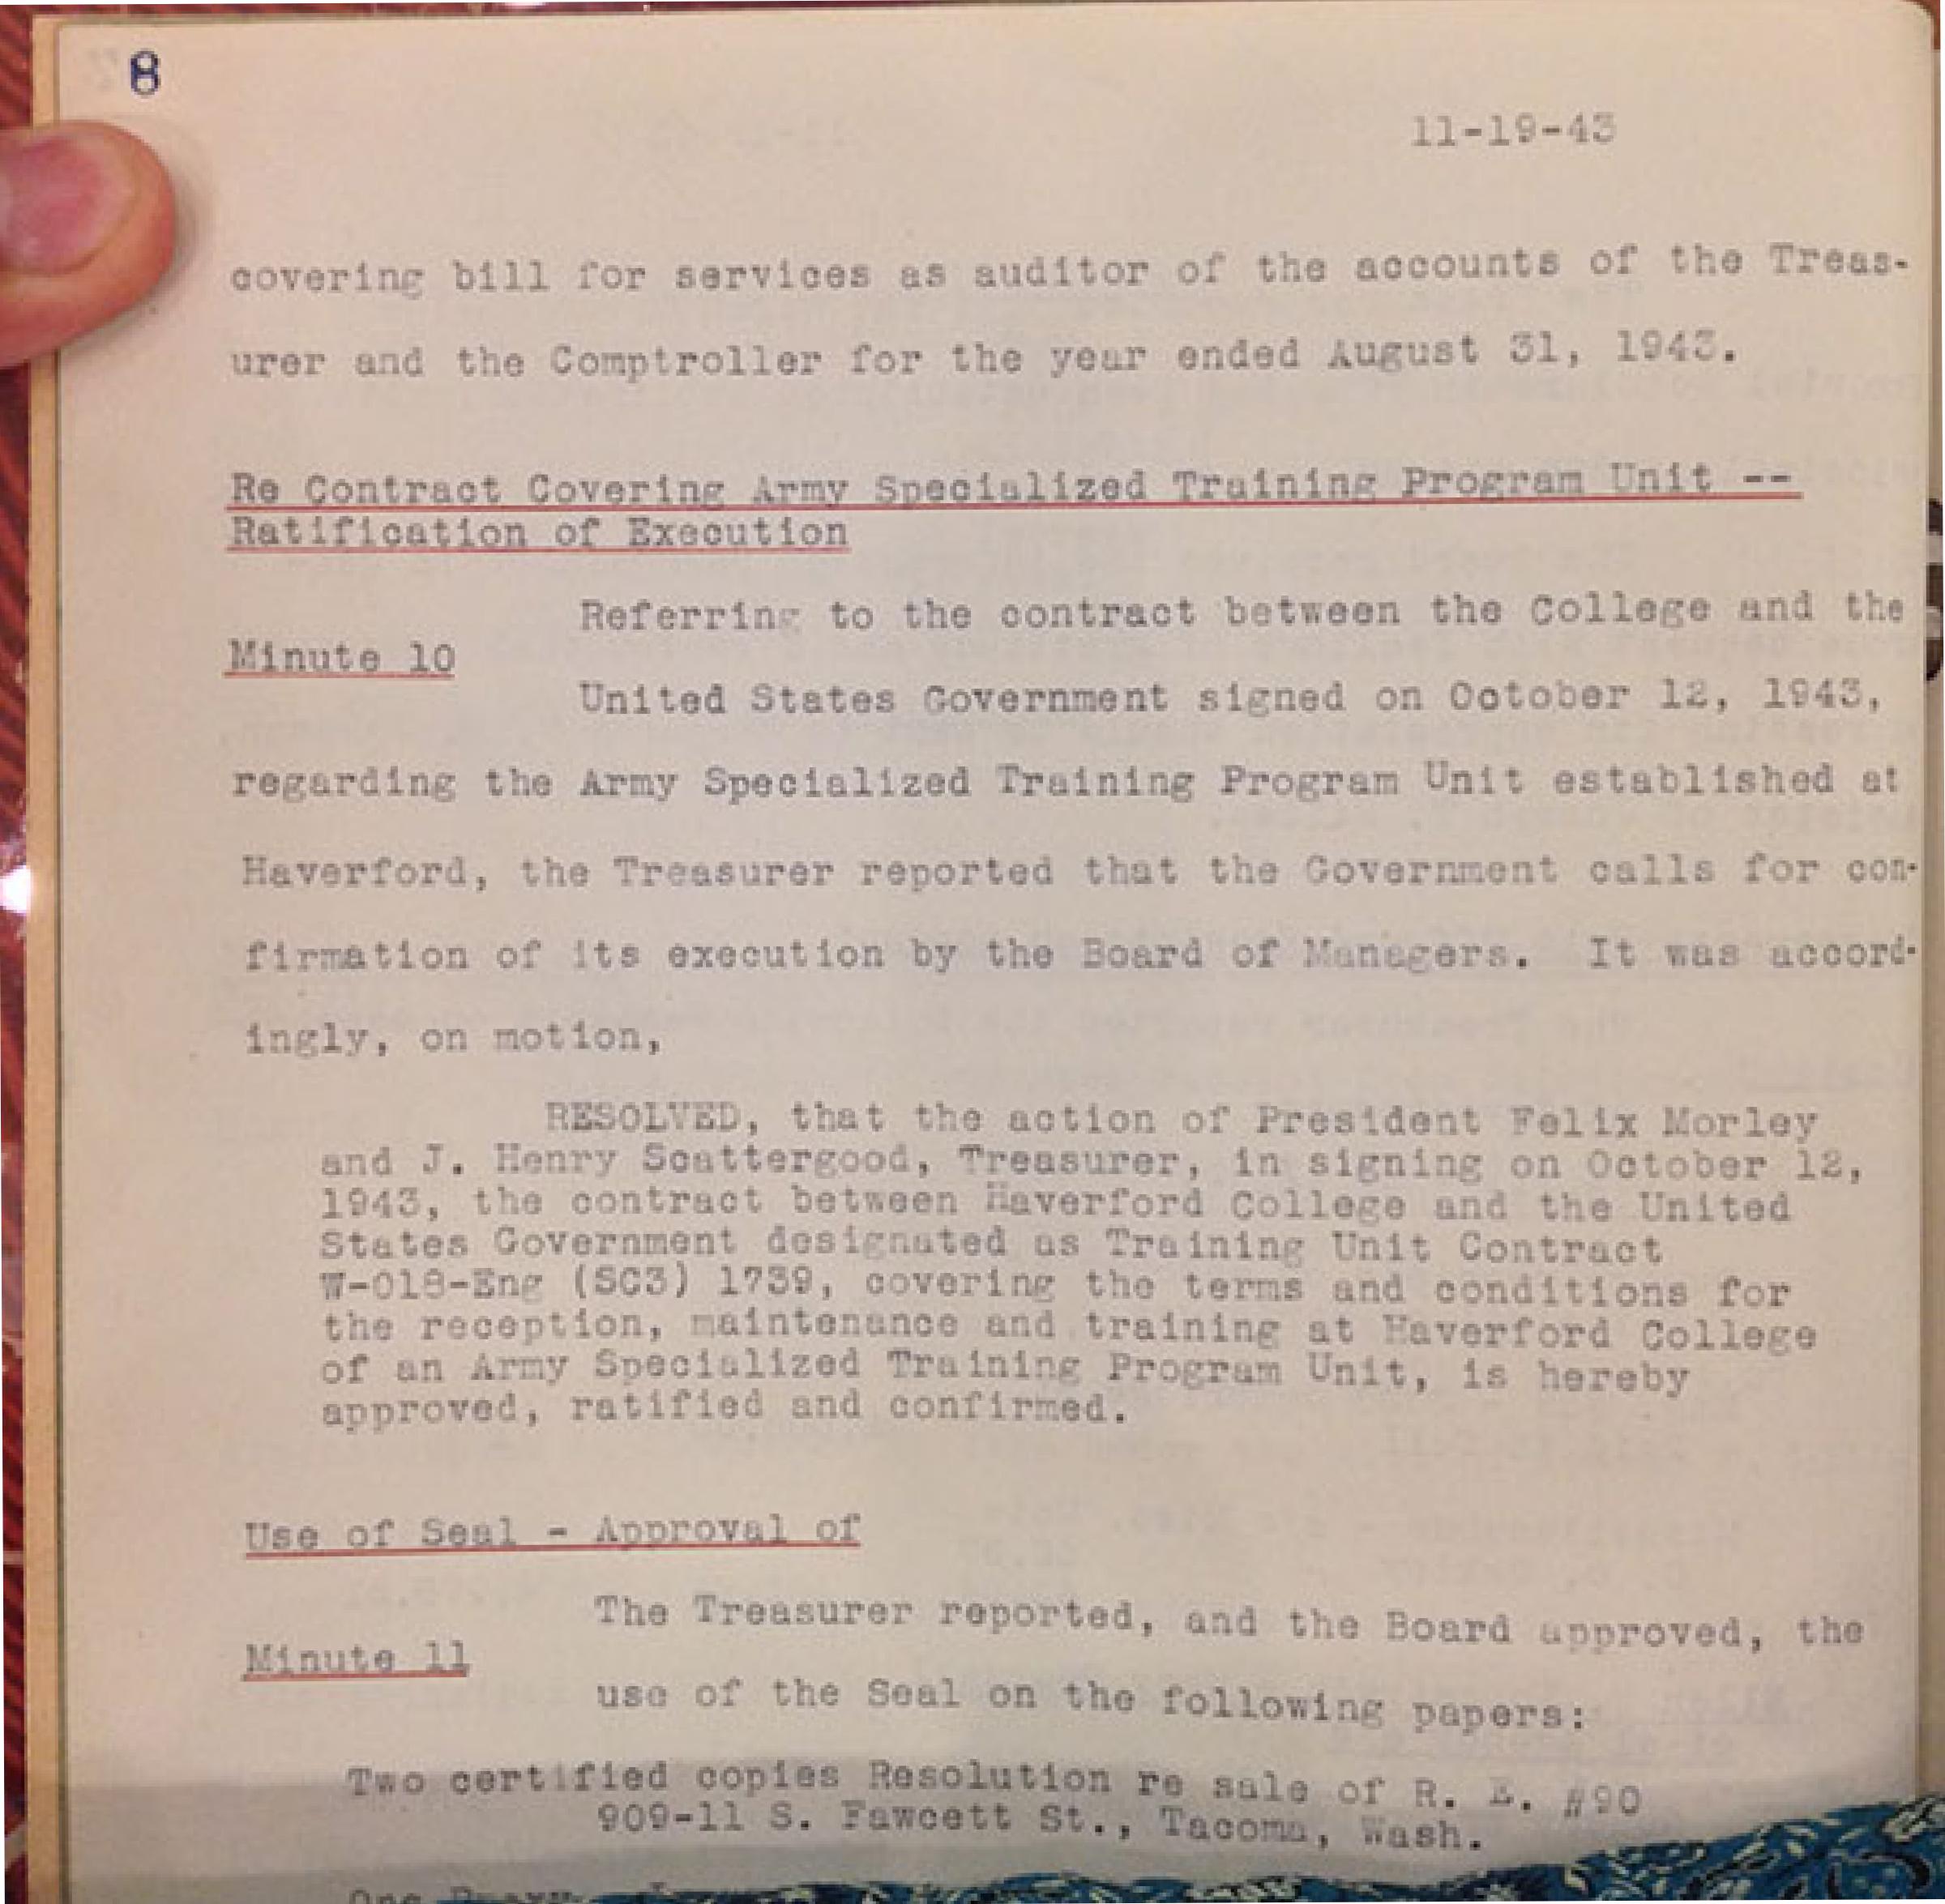 8
11-19-43
covering bill for services as auditor of the accounts of the Treas-
urer and the Comptroller for the year ended August 31, 1943.
Re Contract Covering Army Specialized Training Program Unit --
Ratification of Execution
Referring to the contract between the College and the
Minute 10
United States Government signed on October 12, 1943,
regarding the Army Specialized Training Program Unit established at
Haverford, the Treasurer reported that the Government calls for con-
firmation of its execution by the Board of Managers. It was accord-
ingly, on motion,
RESOLVED, that the action of President Felix Morley
and J. Henry Scattergood, Treasurer, in signing on October 12,
1943, the contract between Haverford College and the United
States Government designated as Training Unit Contract
W-018-Eng (SC3) 1739, covering the terms and conditions for
the reception, maintenance and training at Haverford College
of an Army Specialized Training Program Unit, is hereby
approved, ratified and confirmed.
Use of Seal - Approval of
The Treasurer reported, and the Board approved, the
Minute 11
use of the Seal on the following papers:
Two certified copies Resolution re sale of R. E. #90
909-11 S. Fawcett St., Tacoma, Wash.
One